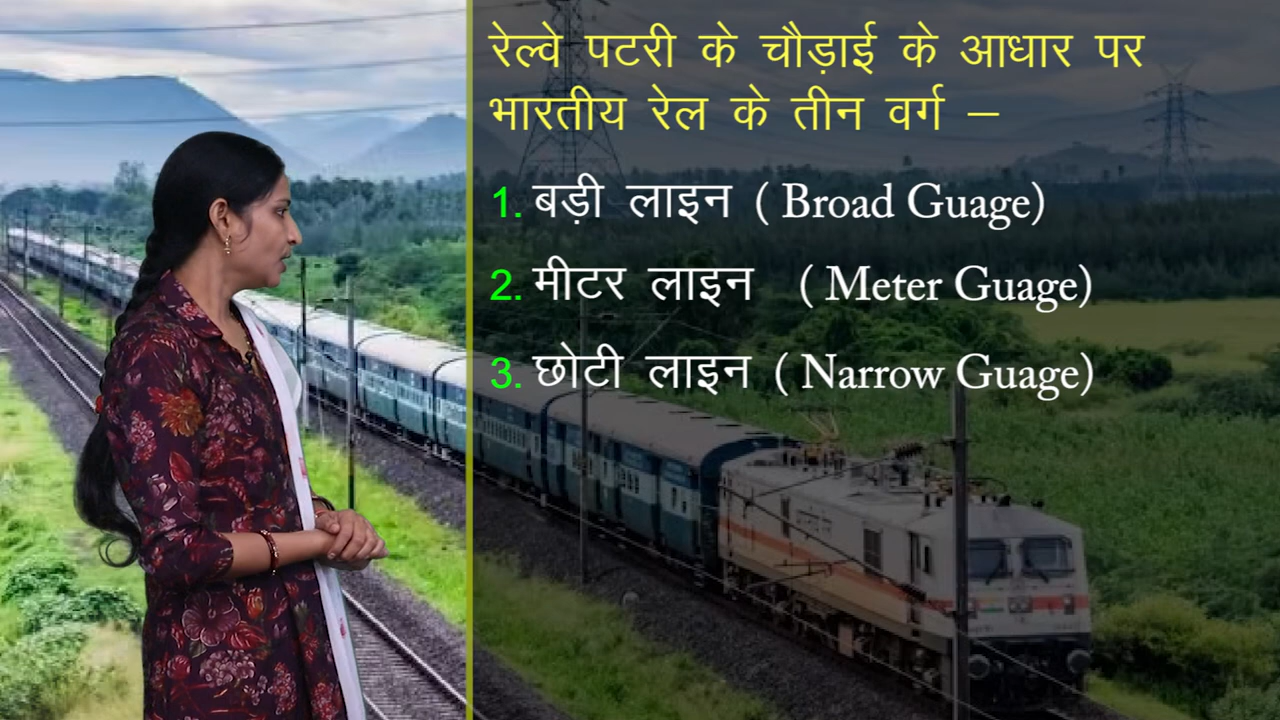 रेल्वे पटरी के चौड़ाई के आधार पर
भारतीय रेल के तीन वर्ग –
1. बड़ी लाइन ( Broad Guage)
2. मीटर लाइन ( Meter Guage)
3. छोटी लाइन ( Narrow Guage)